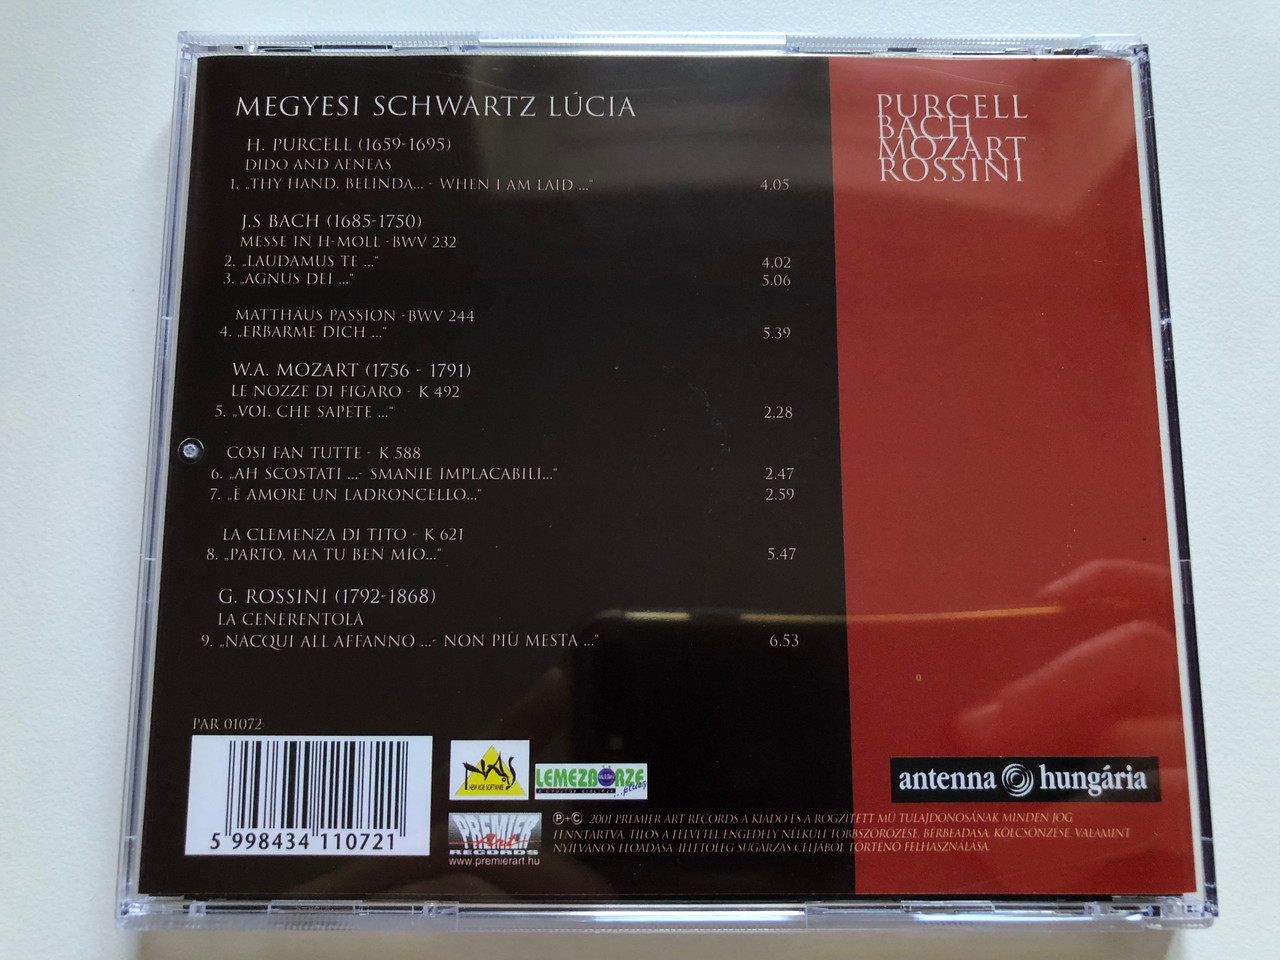 MEGYESI SCHWARTZ LÚCIA
H. PURCELL (1659-1695)
DIDO AND AENEAS
1. „THY HAND, BELINDA... - WHEN I AM LAID ...“ 4.05
J.S BACH (1685-1750)
MESSE IN H-MOLL -BWV 232
2. „LAUDAMUS TE ...“ 4.02
3. „AGNUS DEI ...“ 5.06
MATTHÄUS PASSION -BWV 244
4. „ERBARME DICH ...“ 5.39
W.A. MOZART (1756 - 1791)
LE NOZZE DI FIGARO - K 492
5. „VOI, CHE SAPETE ...“ 2.28
COSI FAN TUTTE - K 588
6. „AH SCOSTATI ...- SMANIE IMPLACABILI...“ 2.47
7. „È AMORE UN LADRONCELLO...“ 2.59
LA CLEMENZA DI TITO - K 621
8. „PARTO, MA TU BEN MIO...“ 5.47
G. ROSSINI (1792-1868)
LA CENERENTOLA
9. „NACQUI ALL AFFANNO ...- NON PIÙ MESTA ...“ 6.53
PURCELL
BACH
MOZART
ROSSINI
PAR 01072
5 998434 110721
NEW AGE SOFTWARE
LEMEZBÖRZE
...plusz
PREMIER
Art
RECORDS
www.premierart.hu
antenna hungária
P+C 2001 PREMIER ART RECORDS A KIADÓ ÉS A RÖGZÍTETT MŰ TULAJDONOSÁNAK MINDEN JOG
FENNTARTVA. TILOS A FELVÉTEL ENGEDÉLY NÉLKÜLI TÖBBSZÖRÖZÉSE, BÉRBEADÁSA, KÖLCSÖNZÉSE, VALAMINT
NYILVÁNOS ELŐADÁSA, ILLETŐLEG SUGÁRZÁS CÉLJÁBÓL TÖRTÉNŐ FELHASZNÁLÁSA.